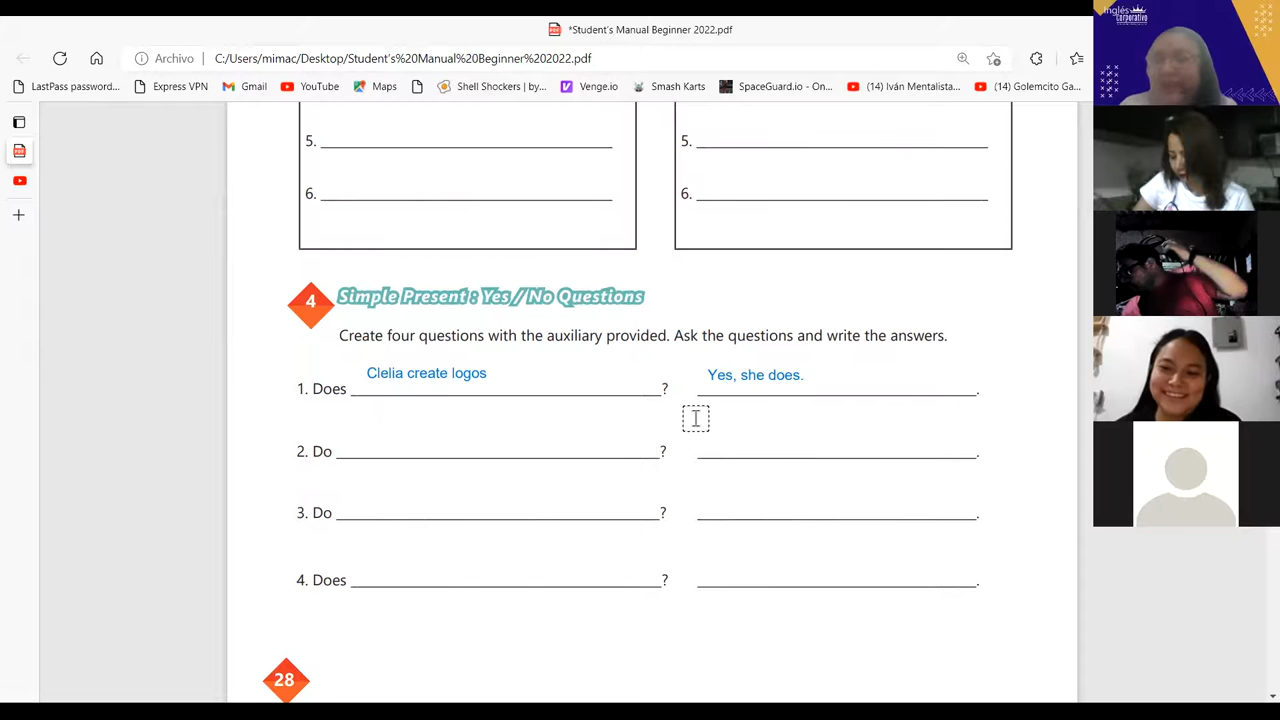 *Student's Manual Beginner 2022.pdf
Archivo
C:/Users/mimac/Desktop/Student's%20Manual%20Beginner%202022.pdf
LastPass password...
Express VPN
Gmail
YouTube
Maps
Shell Shockers | by...
Venge.io
Smash Karts
SpaceGuard.io - On...
(14) Iván Mentalista...
(14) Golemcito Ga...
Inglés
Corporativo
5.
5.
6.
6.
4
Simple Present : Yes / No Questions
Create four questions with the auxiliary provided. Ask the questions and write the answers.
1. Does Clelia create logos ? Yes, she does. .
2. Do ? .
3. Do ? .
4. Does ? .
28